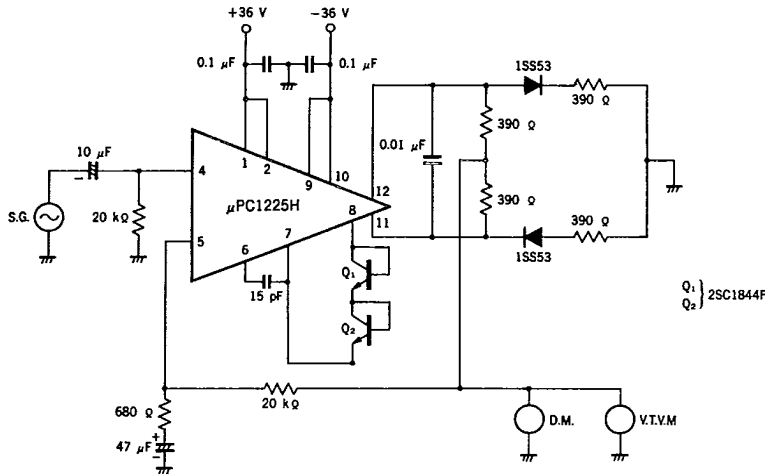 +36 V
−36 V
0.1 μF
0.1 μF
1SS53
390 Ω
390 Ω
10 μF
−
4
1
2
9
10
0.01 μF
12
11
μPC1225H
S.G.
20 kΩ
5
8
390 Ω
390 Ω
1SS53
6
7
15 pF
Q₁
Q₂
Q₁
Q₂ } 2SC1844F
680 Ω
20 kΩ
D.M.
V.T.V.M
47 μF
+
−